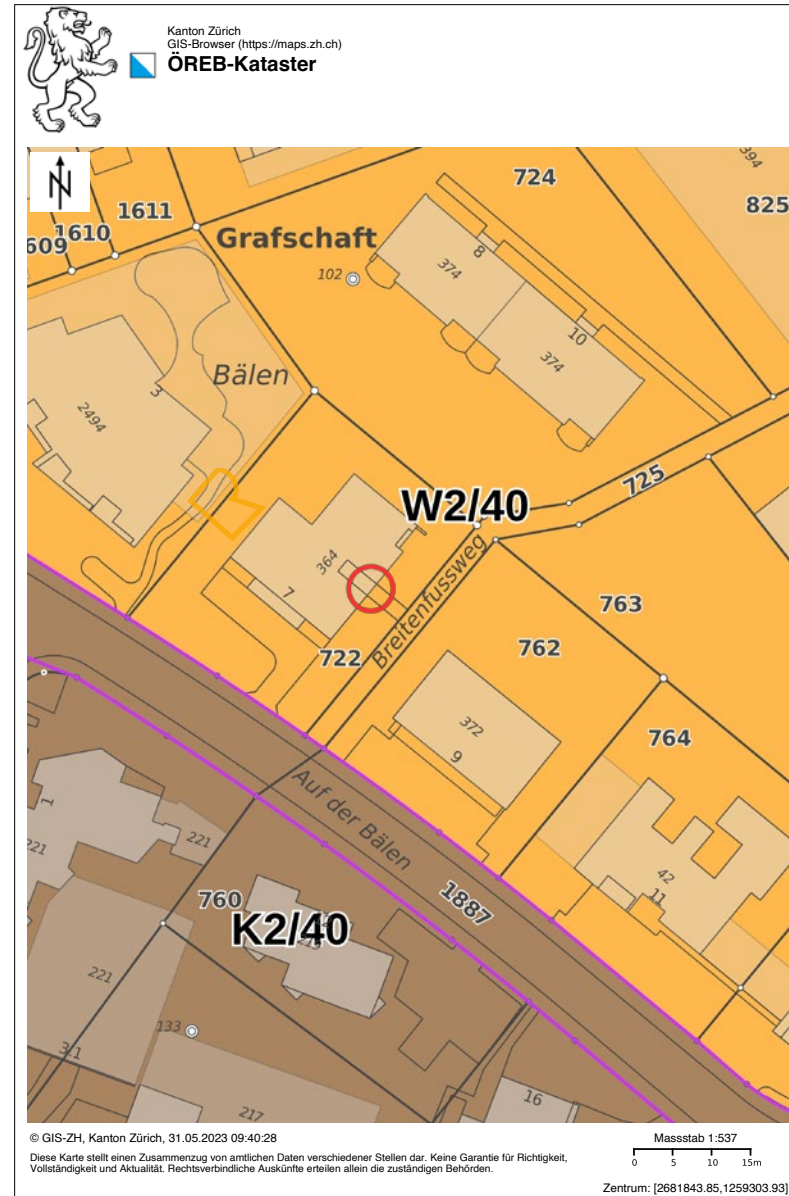 Kanton Zürich
GIS-Browser (https://maps.zh.ch)
ÖREB-Kataster
N
394
724
825
1611
1610
609
Grafschaft
8
374
102
10
374
Bälen
3
2494
725
W2/40
364
7
Breitenfussweg
763
762
722
372
9
764
Auf der Bälen
1
221
221
42
11
1887
760
K2/40
221
133
3.1
16
217
© GIS-ZH, Kanton Zürich, 31.05.2023 09:40:28
Massstab 1:537
Diese Karte stellt einen Zusammenzug von amtlichen Daten verschiedener Stellen dar. Keine Garantie für Richtigkeit,
Vollständigkeit und Aktualität. Rechtsverbindliche Auskünfte erteilen allein die zuständigen Behörden.
0 5 10 15m
Zentrum: [2681843.85,1259303.93]